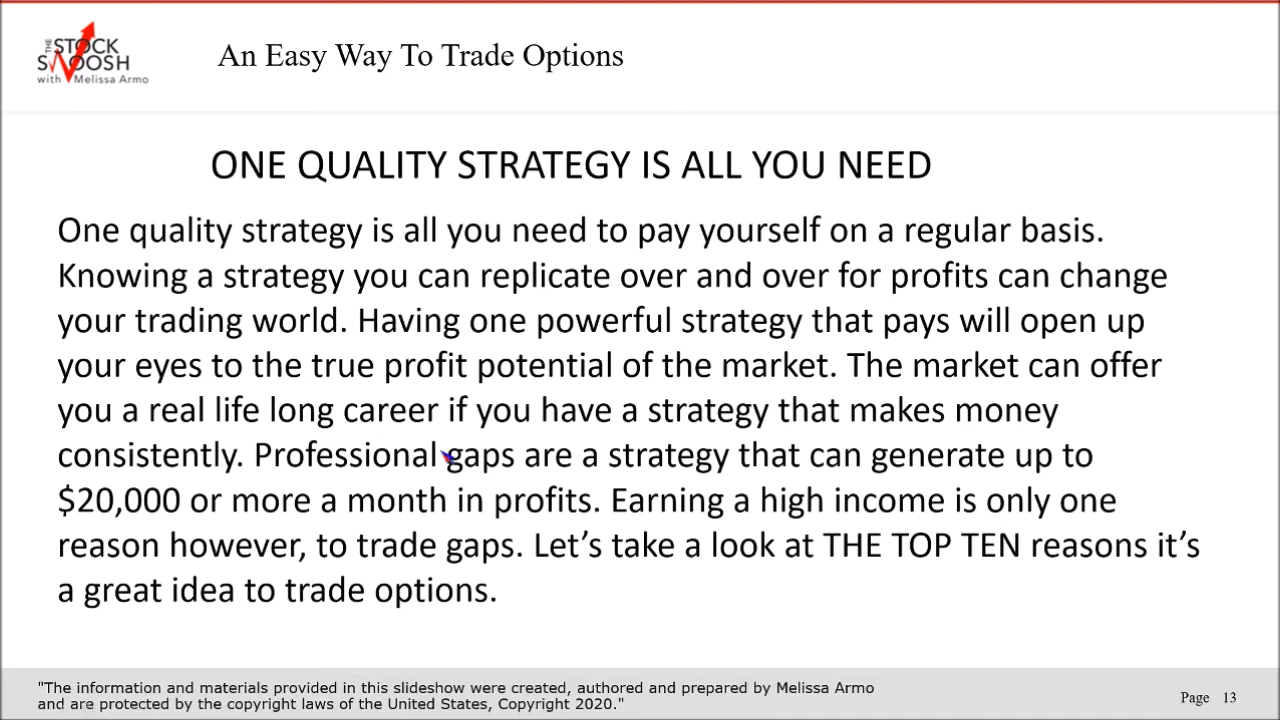 THE
STOCK
SWOOSH
with Melissa Armo
An Easy Way To Trade Options
ONE QUALITY STRATEGY IS ALL YOU NEED
One quality strategy is all you need to pay yourself on a regular basis.
Knowing a strategy you can replicate over and over for profits can change
your trading world. Having one powerful strategy that pays will open up
your eyes to the true profit potential of the market. The market can offer
you a real life long career if you have a strategy that makes money
consistently. Professional gaps are a strategy that can generate up to
$20,000 or more a month in profits. Earning a high income is only one
reason however, to trade gaps. Let’s take a look at THE TOP TEN reasons it’s
a great idea to trade options.
"The information and materials provided in this slideshow were created, authored and prepared by Melissa Armo
and are protected by the copyright laws of the United States, Copyright 2020."
Page 13